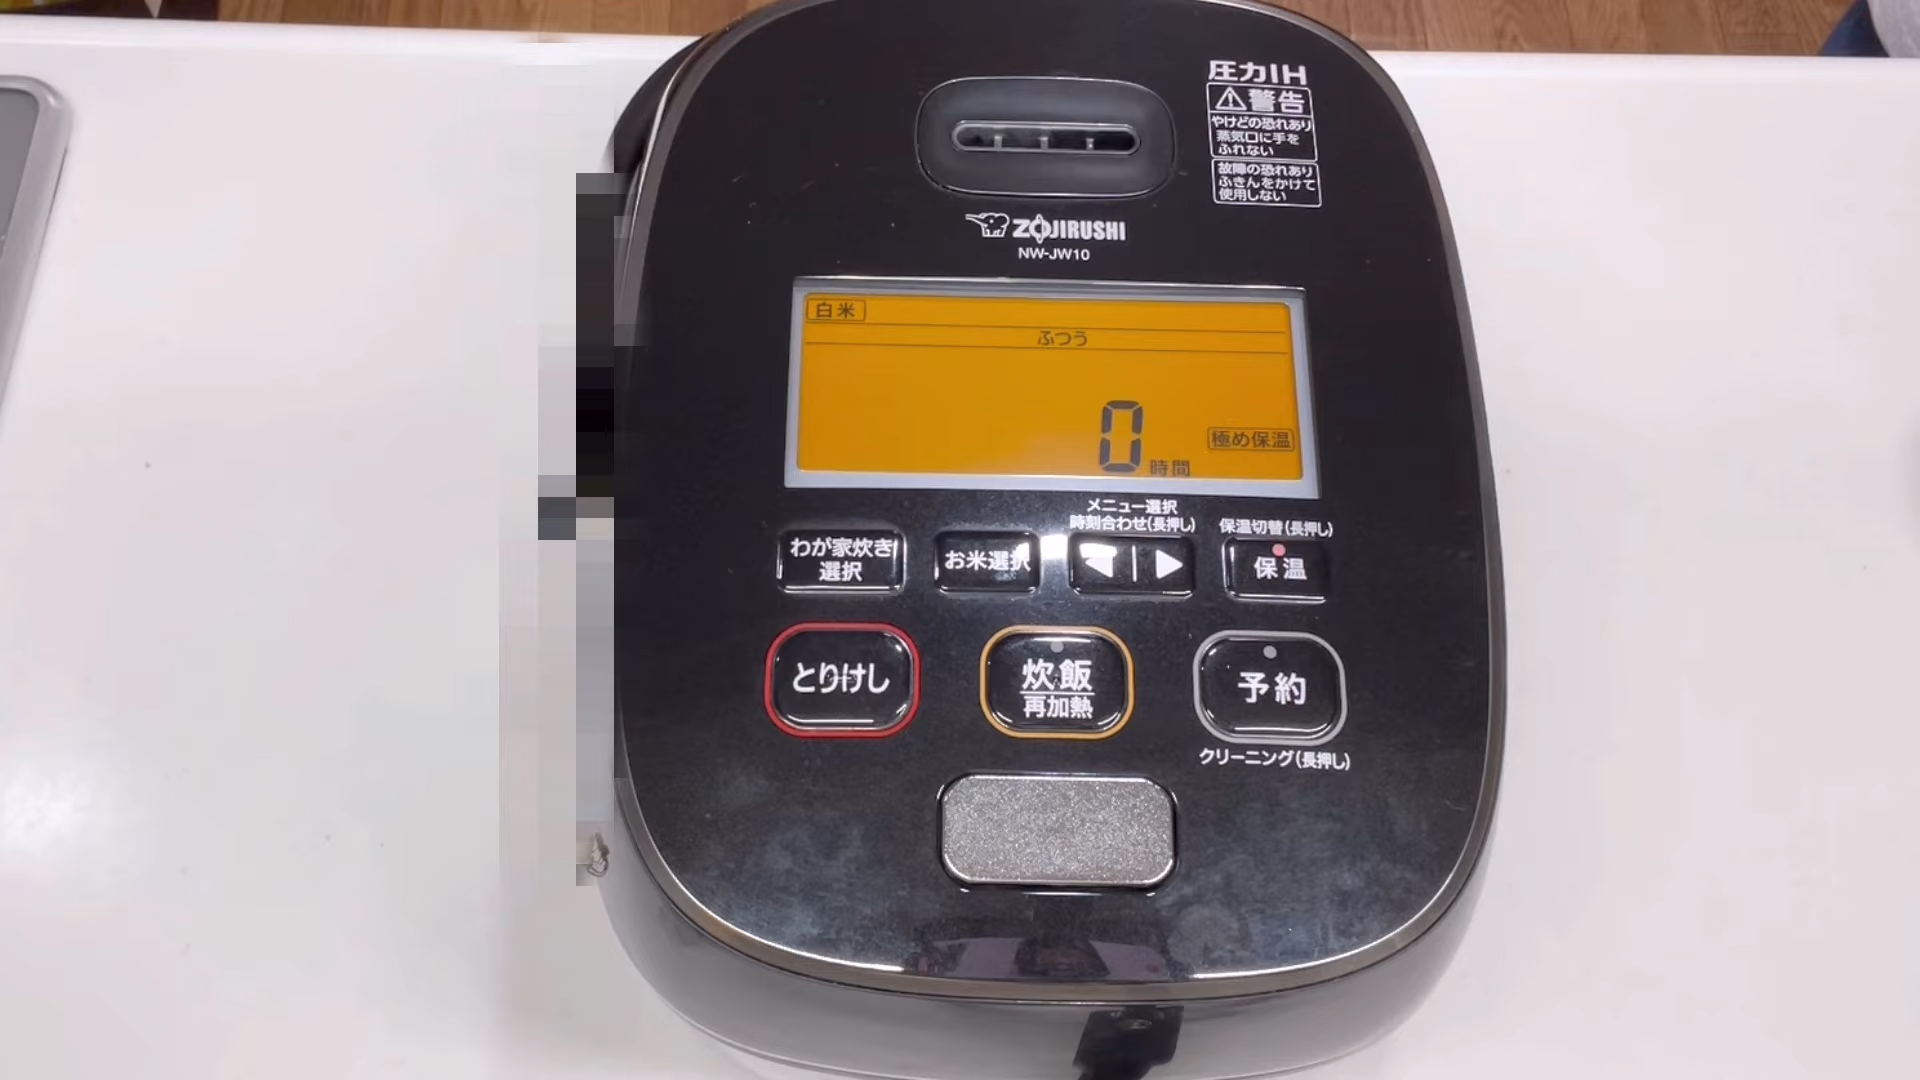 圧力IH
警告
やけどの恐れあり
蒸気口に手を
ふれない
故障の恐れあり
ふきんをかけて
使用しない
ZOJIRUSHI
NW-JW10
白米
ふつう
0時間
極め保温
メニュー選択
時刻合わせ(長押し)
保温切替(長押し)
わが家炊き
選択
お米選択
保温
とりけし
炊飯
再加熱
予約
クリーニング(長押し)